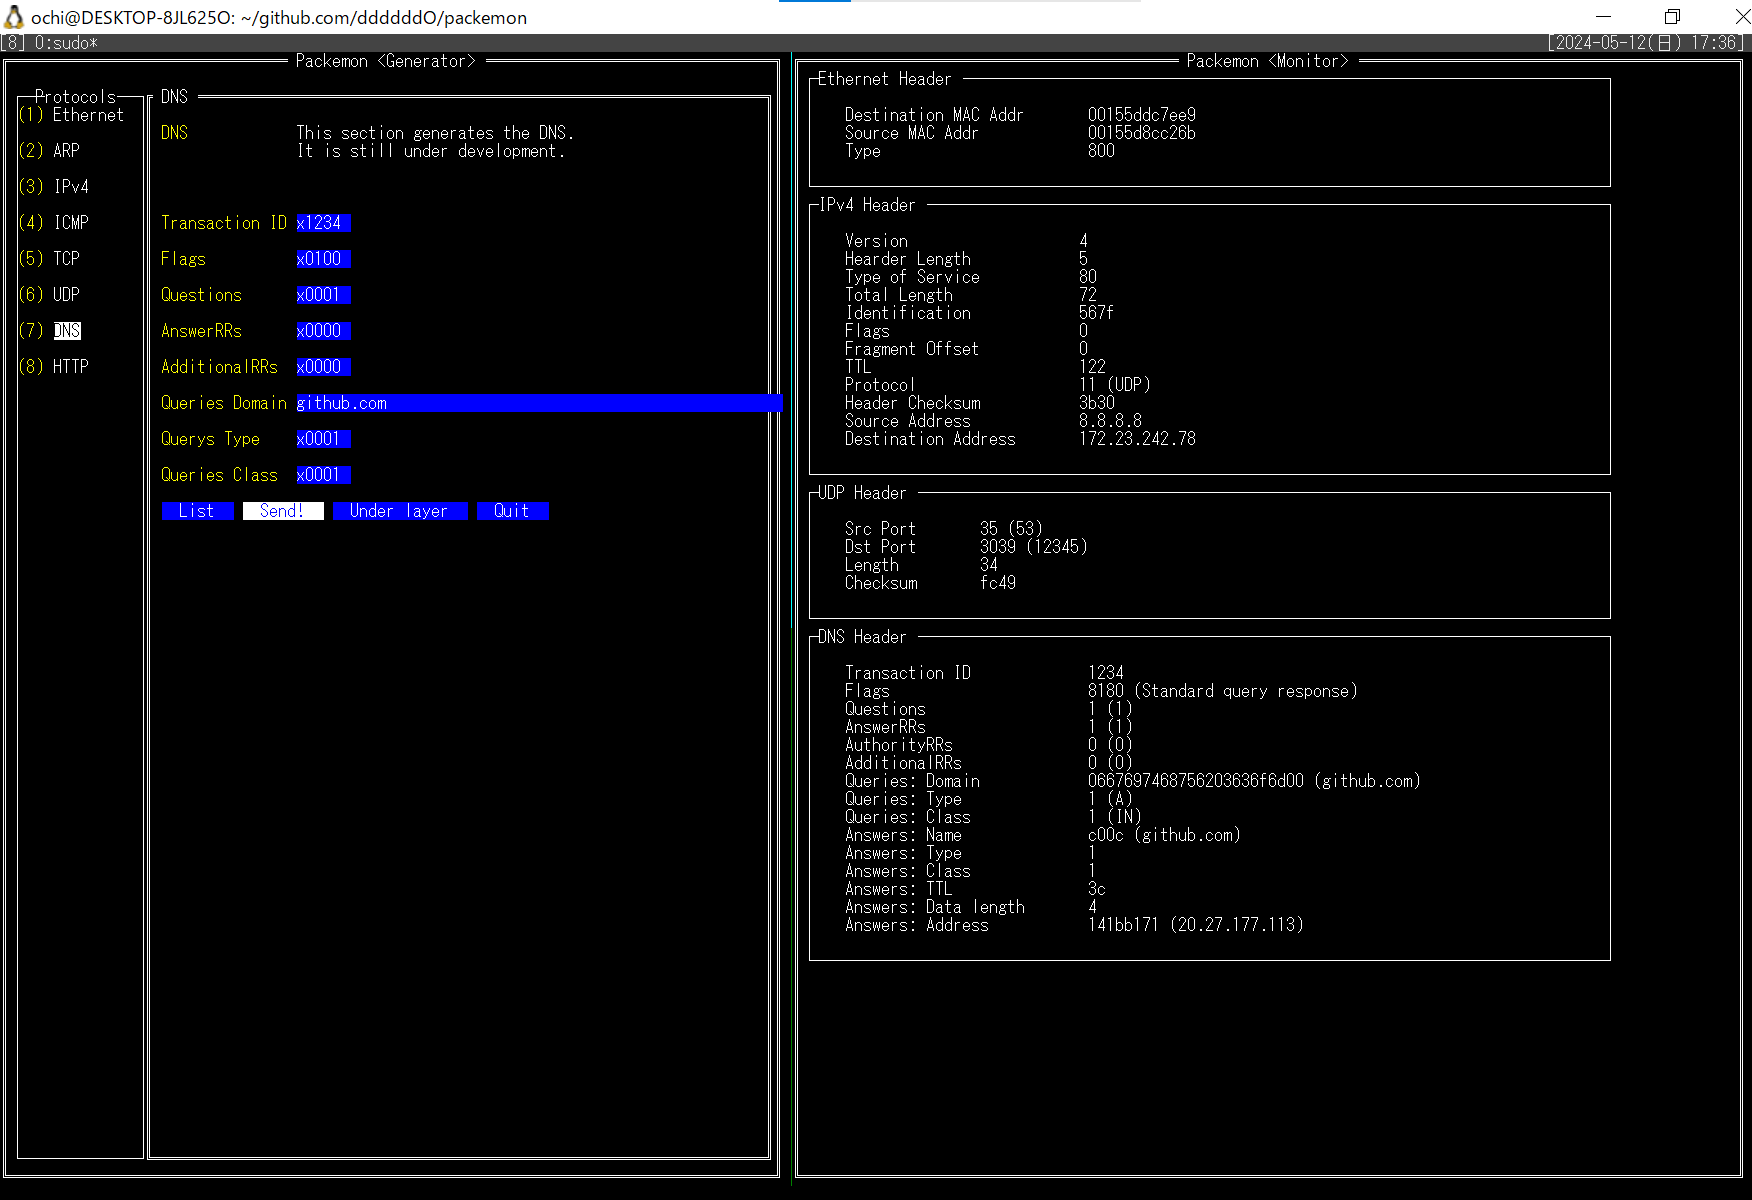 ochi@DESKTOP-8JL625O: ~/github.com/ddddddO/packemon
[8] 0:sudo* [2024-05-12(日) 17:36]
Packemon <Generator>
Protocols
(1) Ethernet
(2) ARP
(3) IPv4
(4) ICMP
(5) TCP
(6) UDP
(7) DNS
(8) HTTP
DNS
DNS This section generates the DNS.
It is still under development.
Transaction ID x1234
Flags x0100
Questions x0001
AnswerRRs x0000
AdditionalRRs x0000
Queries Domain github.com
Querys Type x0001
Queries Class x0001
List Send! Under layer Quit
Packemon <Monitor>
Ethernet Header
Destination MAC Addr 00155ddc7ee9
Source MAC Addr 00155d8cc26b
Type 800
IPv4 Header
Version 4
Hearder Length 5
Type of Service 80
Total Length 72
Identification 567f
Flags 0
Fragment Offset 0
TTL 122
Protocol 11 (UDP)
Header Checksum 3b30
Source Address 8.8.8.8
Destination Address 172.23.242.78
UDP Header
Src Port 35 (53)
Dst Port 3039 (12345)
Length 34
Checksum fc49
DNS Header
Transaction ID 1234
Flags 8180 (Standard query response)
Questions 1 (1)
AnswerRRs 1 (1)
AuthorityRRs 0 (0)
AdditionalRRs 0 (0)
Queries: Domain 0667697468756203636f6d00 (github.com)
Queries: Type 1 (A)
Queries: Class 1 (IN)
Answers: Name c00c (github.com)
Answers: Type 1
Answers: Class 1
Answers: TTL 3c
Answers: Data length 4
Answers: Address 141bb171 (20.27.177.113)